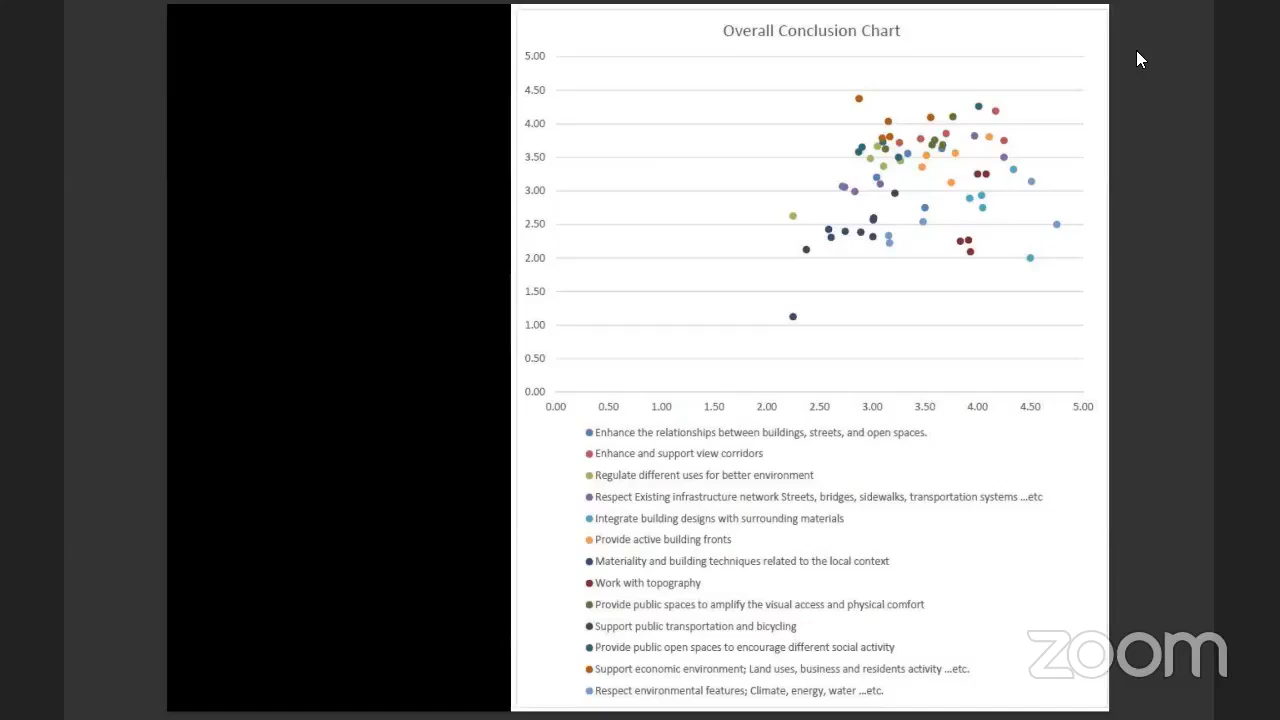 Overall Conclusion Chart
5.00
4.50
4.00
3.50
3.00
2.50
2.00
1.50
1.00
0.50
0.00
0.00 0.50 1.00 1.50 2.00 2.50 3.00 3.50 4.00 4.50 5.00
Enhance the relationships between buildings, streets, and open spaces.
Enhance and support view corridors
Regulate different uses for better environment
Respect Existing infrastructure network Streets, bridges, sidewalks, transportation systems ...etc
Integrate building designs with surrounding materials
Provide active building fronts
Materiality and building techniques related to the local context
Work with topography
Provide public spaces to amplify the visual access and physical comfort
Support public transportation and bicycling
Provide public open spaces to encourage different social activity
Support economic environment; Land uses, business and residents activity ...etc.
Respect environmental features; Climate, energy, water ...etc.
zoom